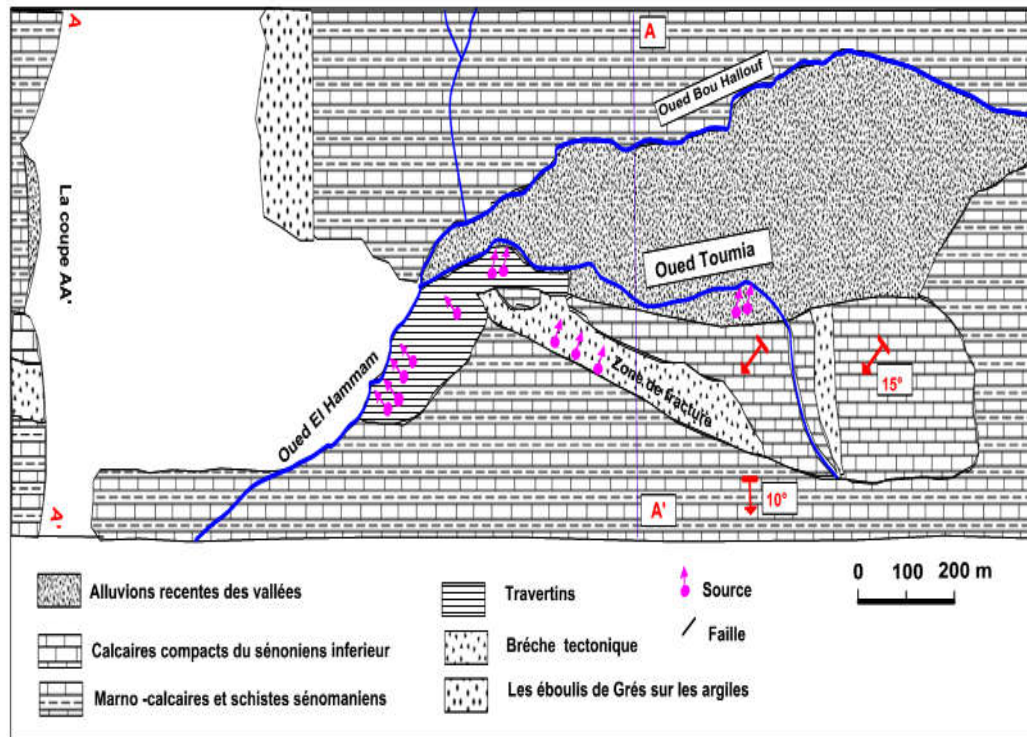 A
A
Oued Bou Hallouf
La coupe AA'
Oued Toumia
Zone de fracture
15°
Oued El Hammam
A'
A'
10°
Alluvions recentes des vallées
Calcaires compacts du sénoniens inferieur
Marno -calcaires et schistes sénomaniens
Travertins
Bréche tectonique
Les éboulis de Grés sur les argiles
Source
Faille
0 100 200 m